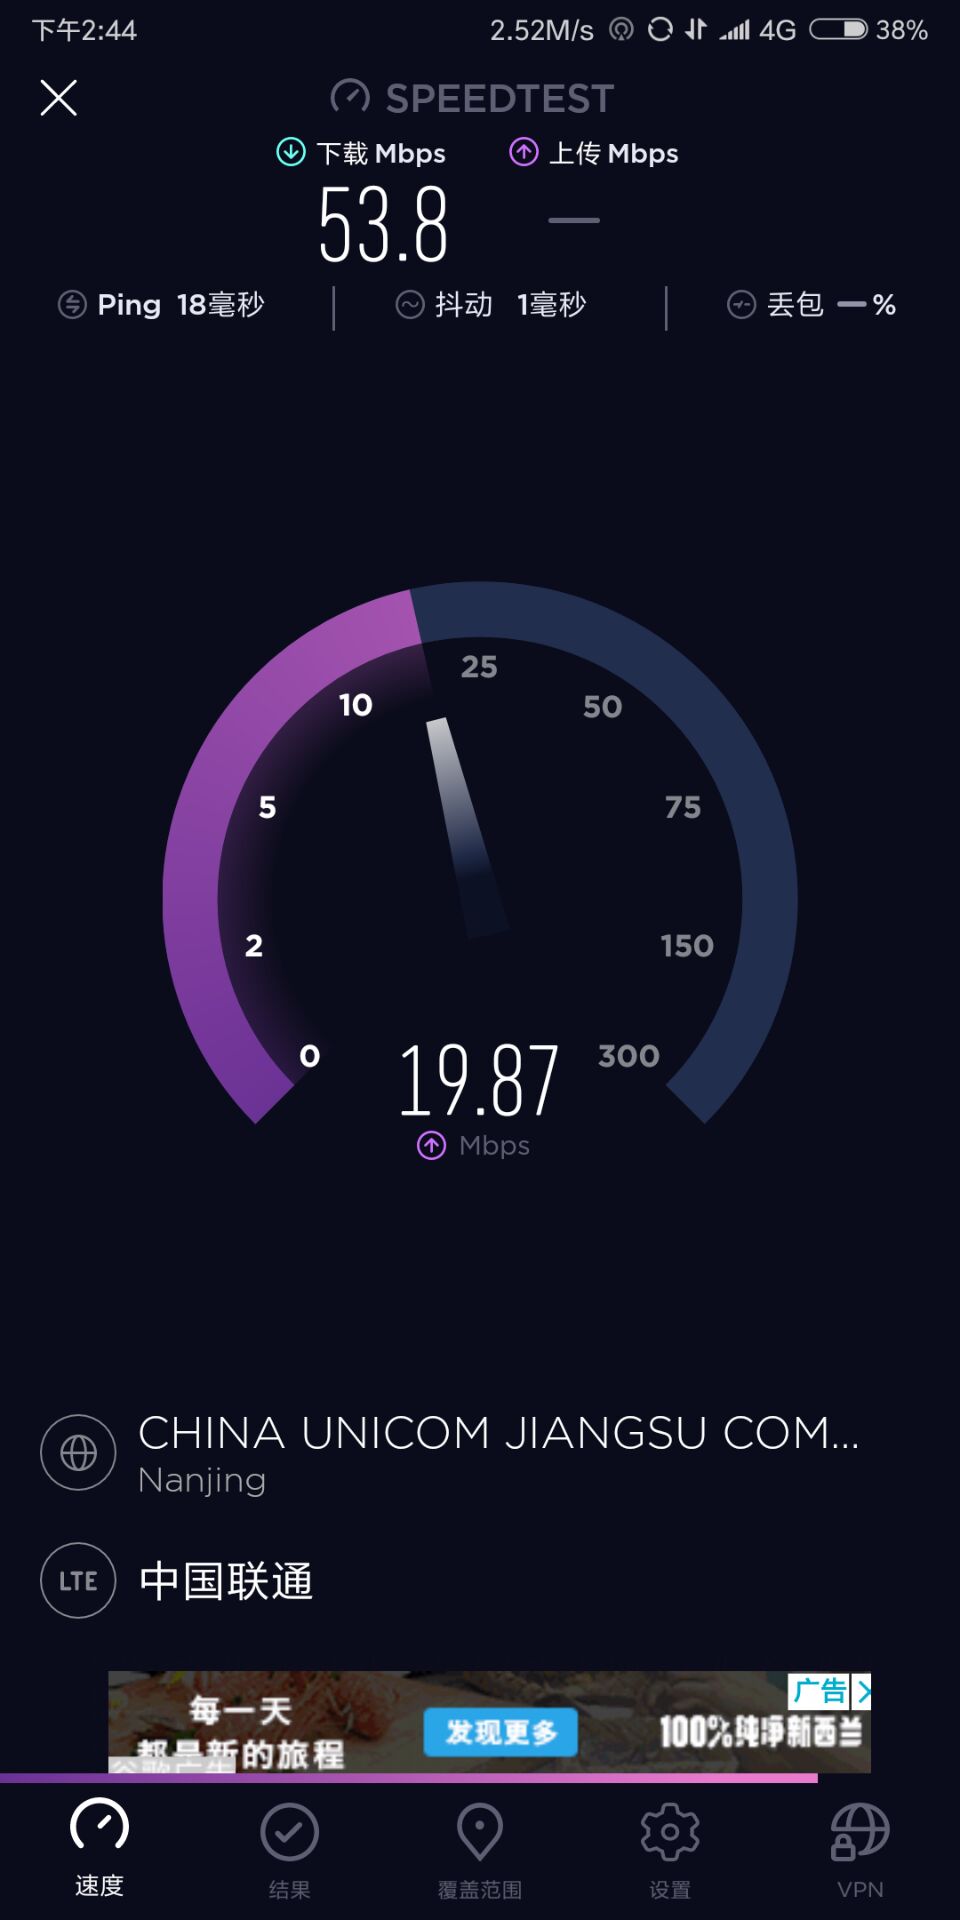 下午2:44 2.52M/s 4G 38%
SPEEDTEST
下载 Mbps 上传 Mbps
53.8 —
Ping 18毫秒 抖动 1毫秒 丢包 —%
25
10 50
5 75
2 150
0 300
19.87
Mbps
CHINA UNICOM JIANGSU COM...
Nanjing
LTE 中国联通
广告
每一天
都是新的旅程
发现更多
100%纯净新西兰
谷歌广告
速度 结果 覆盖范围 设置 VPN